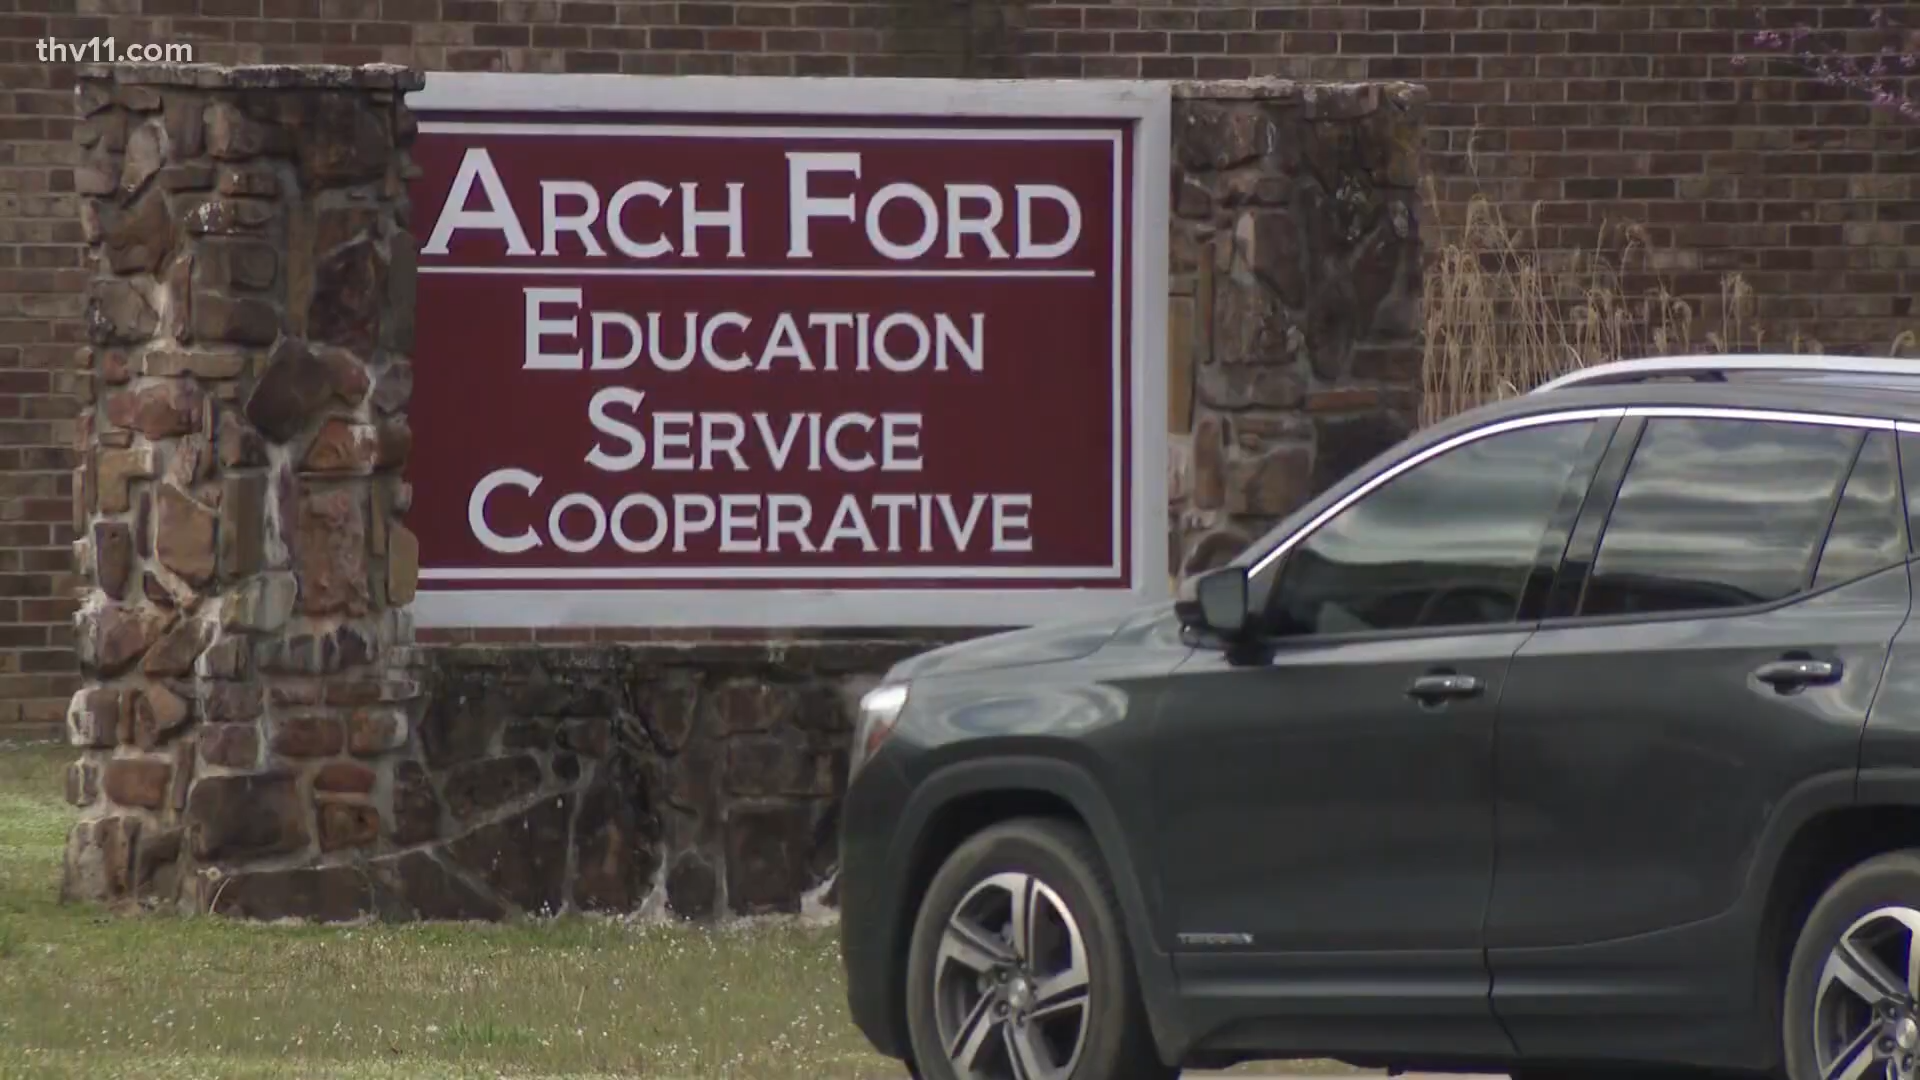 thv11.com
ARCH FORD
EDUCATION
SERVICE
COOPERATIVE